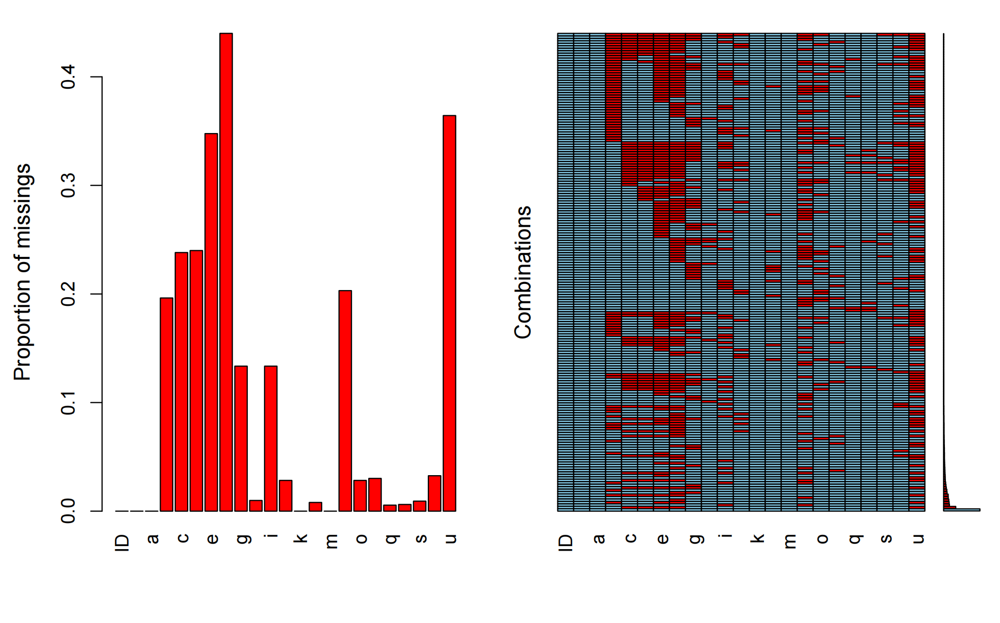 Proportion of missings
0.4
0.3
0.2
0.1
0.0
ID a c e g i k m o q s u
Combinations
ID a c e g i k m o q s u